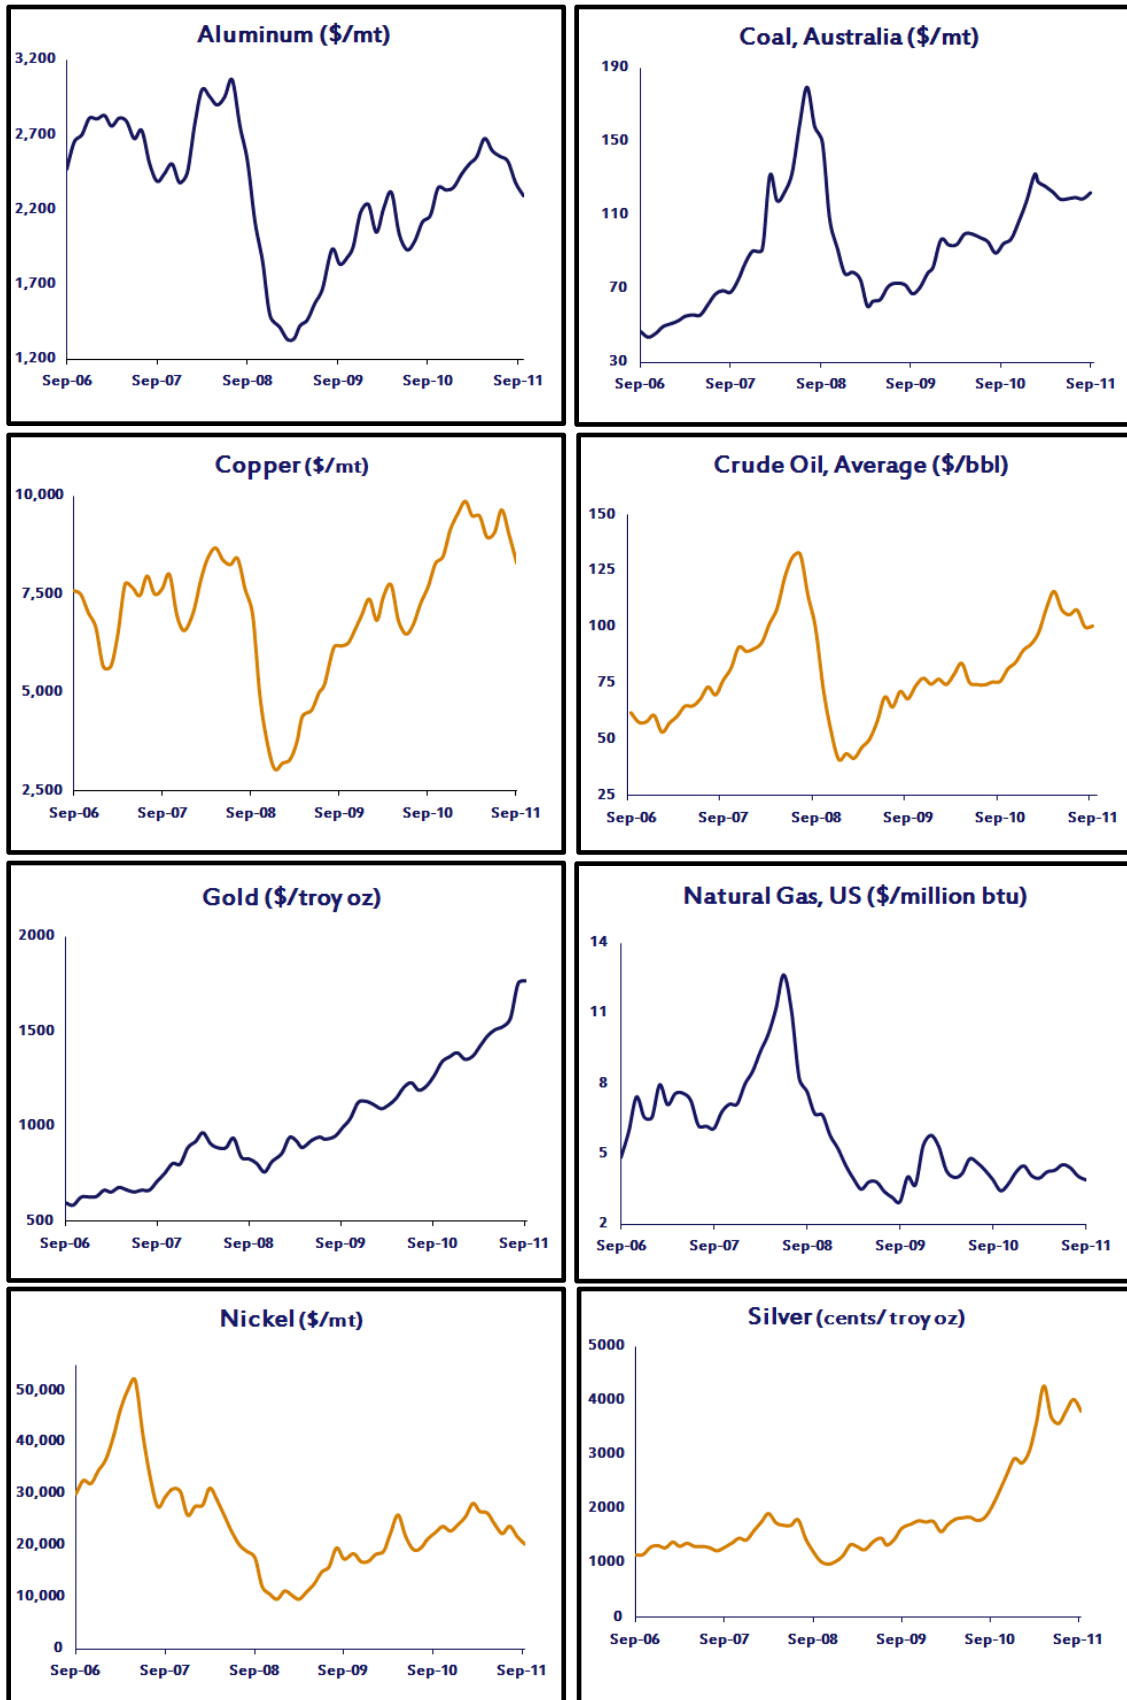 Aluminum ($/mt)
3,200
2,700
2,200
1,700
1,200
Sep-06 Sep-07 Sep-08 Sep-09 Sep-10 Sep-11
Coal, Australia ($/mt)
190
150
110
70
30
Sep-06 Sep-07 Sep-08 Sep-09 Sep-10 Sep-11
Copper ($/mt)
10,000
7,500
5,000
2,500
Sep-06 Sep-07 Sep-08 Sep-09 Sep-10 Sep-11
Crude Oil, Average ($/bbl)
150
125
100
75
50
25
Sep-06 Sep-07 Sep-08 Sep-09 Sep-10 Sep-11
Gold ($/troy oz)
2000
1500
1000
500
Sep-06 Sep-07 Sep-08 Sep-09 Sep-10 Sep-11
Natural Gas, US ($/million btu)
14
11
8
5
2
Sep-06 Sep-07 Sep-08 Sep-09 Sep-10 Sep-11
Nickel ($/mt)
50,000
40,000
30,000
20,000
10,000
0
Sep-06 Sep-07 Sep-08 Sep-09 Sep-10 Sep-11
Silver (cents/ troy oz)
5000
4000
3000
2000
1000
0
Sep-06 Sep-07 Sep-08 Sep-09 Sep-10 Sep-11